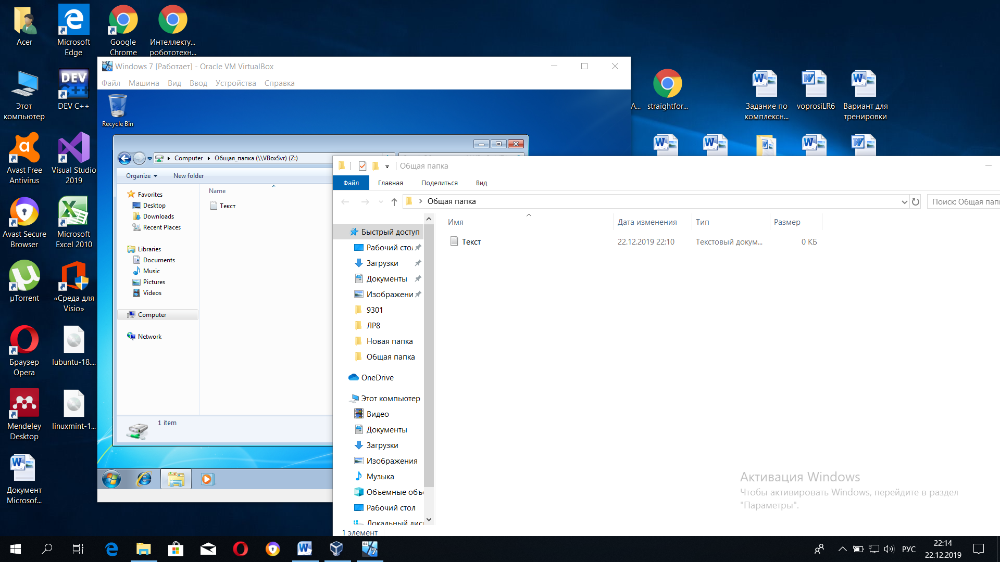 Acer
Microsoft
Edge
Google
Chrome
Интеллекту...
робототехн...
Этот
компьютер
DEV
C++
DEV C++
Avast Free
Antivirus
Visual Studio
2019
Avast Secure
Browser
Microsoft
Excel 2010
µTorrent
«Среда для
Visio»
Браузер
Opera
lubuntu-18....
Mendeley
Desktop
linuxmint-1...
Документ
Microsof...
Windows 7 [Работает] - Oracle VM VirtualBox
Файл Машина Вид Ввод Устройства Справка
Recycle Bin
Computer Общая_папка (\\VBoxSvr) (Z:)
Organize New folder
Favorites
Desktop
Downloads
Recent Places
Libraries
Documents
Music
Pictures
Videos
Computer
Network
Name
Текст
1 item
А... straightfor...
Задание по
комплексн...
voprosiLR6
Вариант для
тренировки
Общая папка
Файл Главная Поделиться Вид
Общая папка
Поиск: Общая пап
Имя Дата изменения Тип Размер
Текст 22.12.2019 22:10 Текстовый докум... 0 КБ
Быстрый доступ
Рабочий сто
Загрузки
Документы
Изображени
9301
ЛР8
Новая папка
Общая папка
OneDrive
Этот компьютер
Видео
Документы
Загрузки
Изображения
Музыка
Объемные объ
Рабочий стол
Локальный дис
1 элемент
Активация Windows
Чтобы активировать Windows, перейдите в раздел
"Параметры".
РУС
22:14
22.12.2019